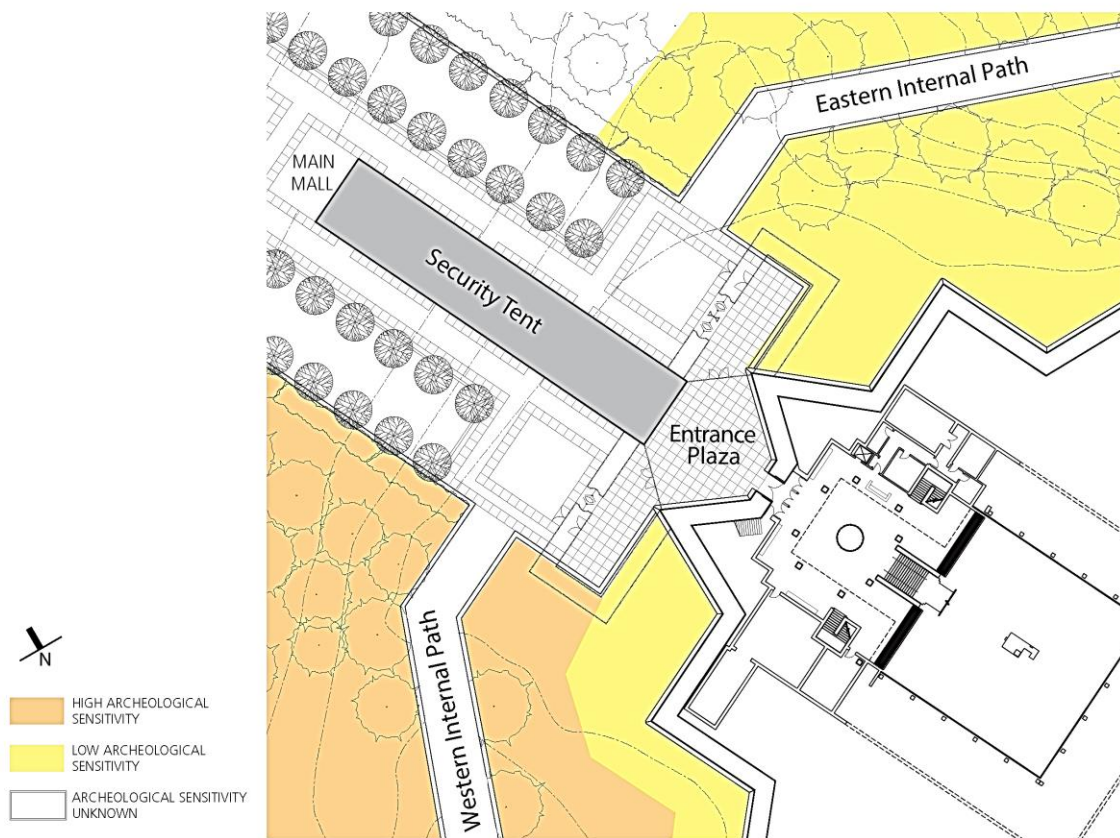 Eastern Internal Path
MAIN
MALL
Security Tent
Entrance
Plaza
Western Internal Path
N
HIGH ARCHEOLOGICAL
SENSITIVITY
LOW ARCHEOLOGICAL
SENSITIVITY
ARCHEOLOGICAL SENSITIVITY
UNKNOWN